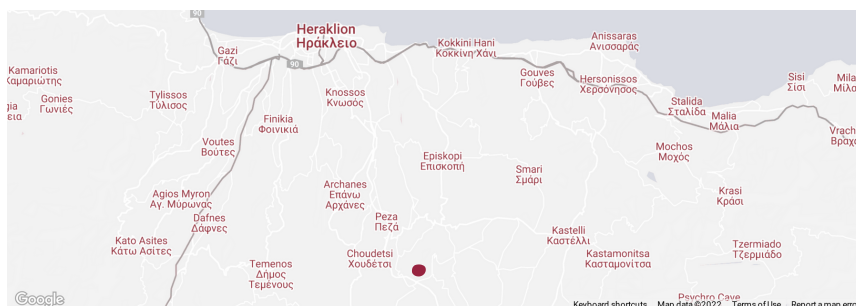 90
Heraklion
Ηράκλειο
Anissaras
Ανισσαράς
Kokkini Hani
Κοκκίνη Χάνι
Gazi
Γάζι
90
Kamariotis
Καμαριώτης
Gouves
Γούβες
Hersonissos
Χερσόνησος
Sisi
Σίσι
Knossos
Κνωσός
Tylissos
Τύλισος
Gonies
Γωνιές
Stalida
Σταλίδα
Malia
Μάλια
Finikia
Φοινικιά
Voutes
Βούτες
Mochos
Μοχός
Episkopi
Επισκοπή
Smari
Σμάρι
Archanes
Επάνω
Αρχάνες
Agios Myron
Αγ. Μύρωνας
Krasi
Κράσι
Peza
Πεζά
Dafnes
Δάφνες
Kato Asites
Κάτω Ασίτες
Kastelli
Καστέλλι
Tzermiado
Τζερμιάδο
Choudetsi
Χουδέτσι
Kastamonitsa
Κασταμονίτσα
Temenos
Δήμος
Τεμένους
Psychro Cave
Google
Keyboard shortcuts
Map data ©2022
Terms of Use
Report a map